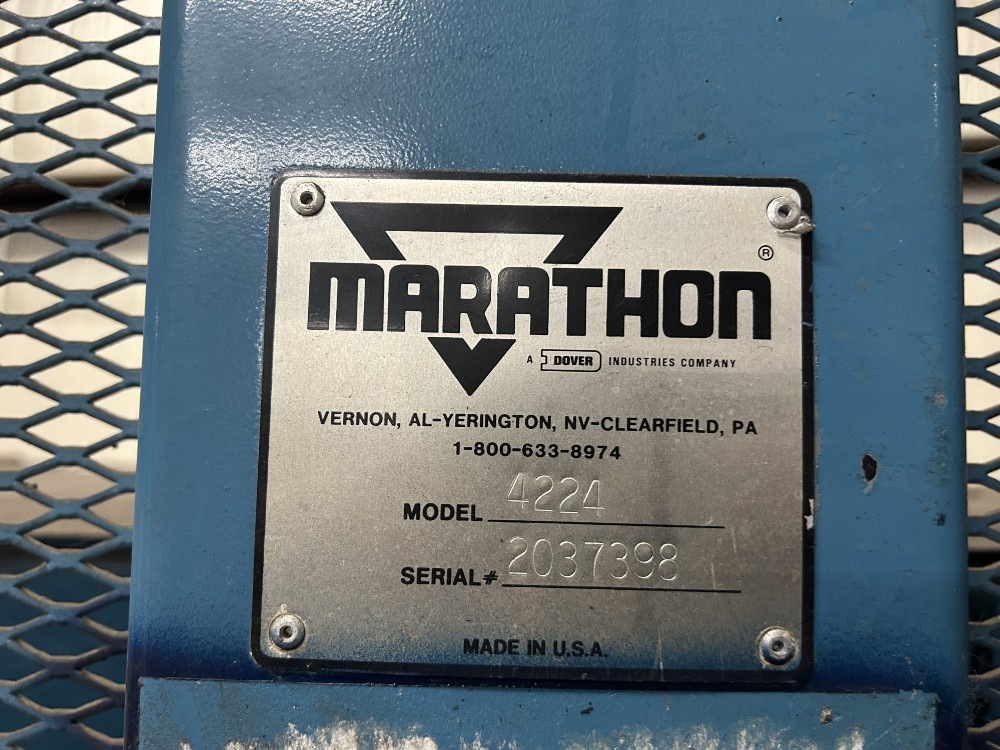 MARATHON ®
A DOVER INDUSTRIES COMPANY
VERNON, AL-YERINGTON, NV-CLEARFIELD, PA
1-800-633-8974
MODEL 4224
SERIAL# 2037398
MADE IN U.S.A.